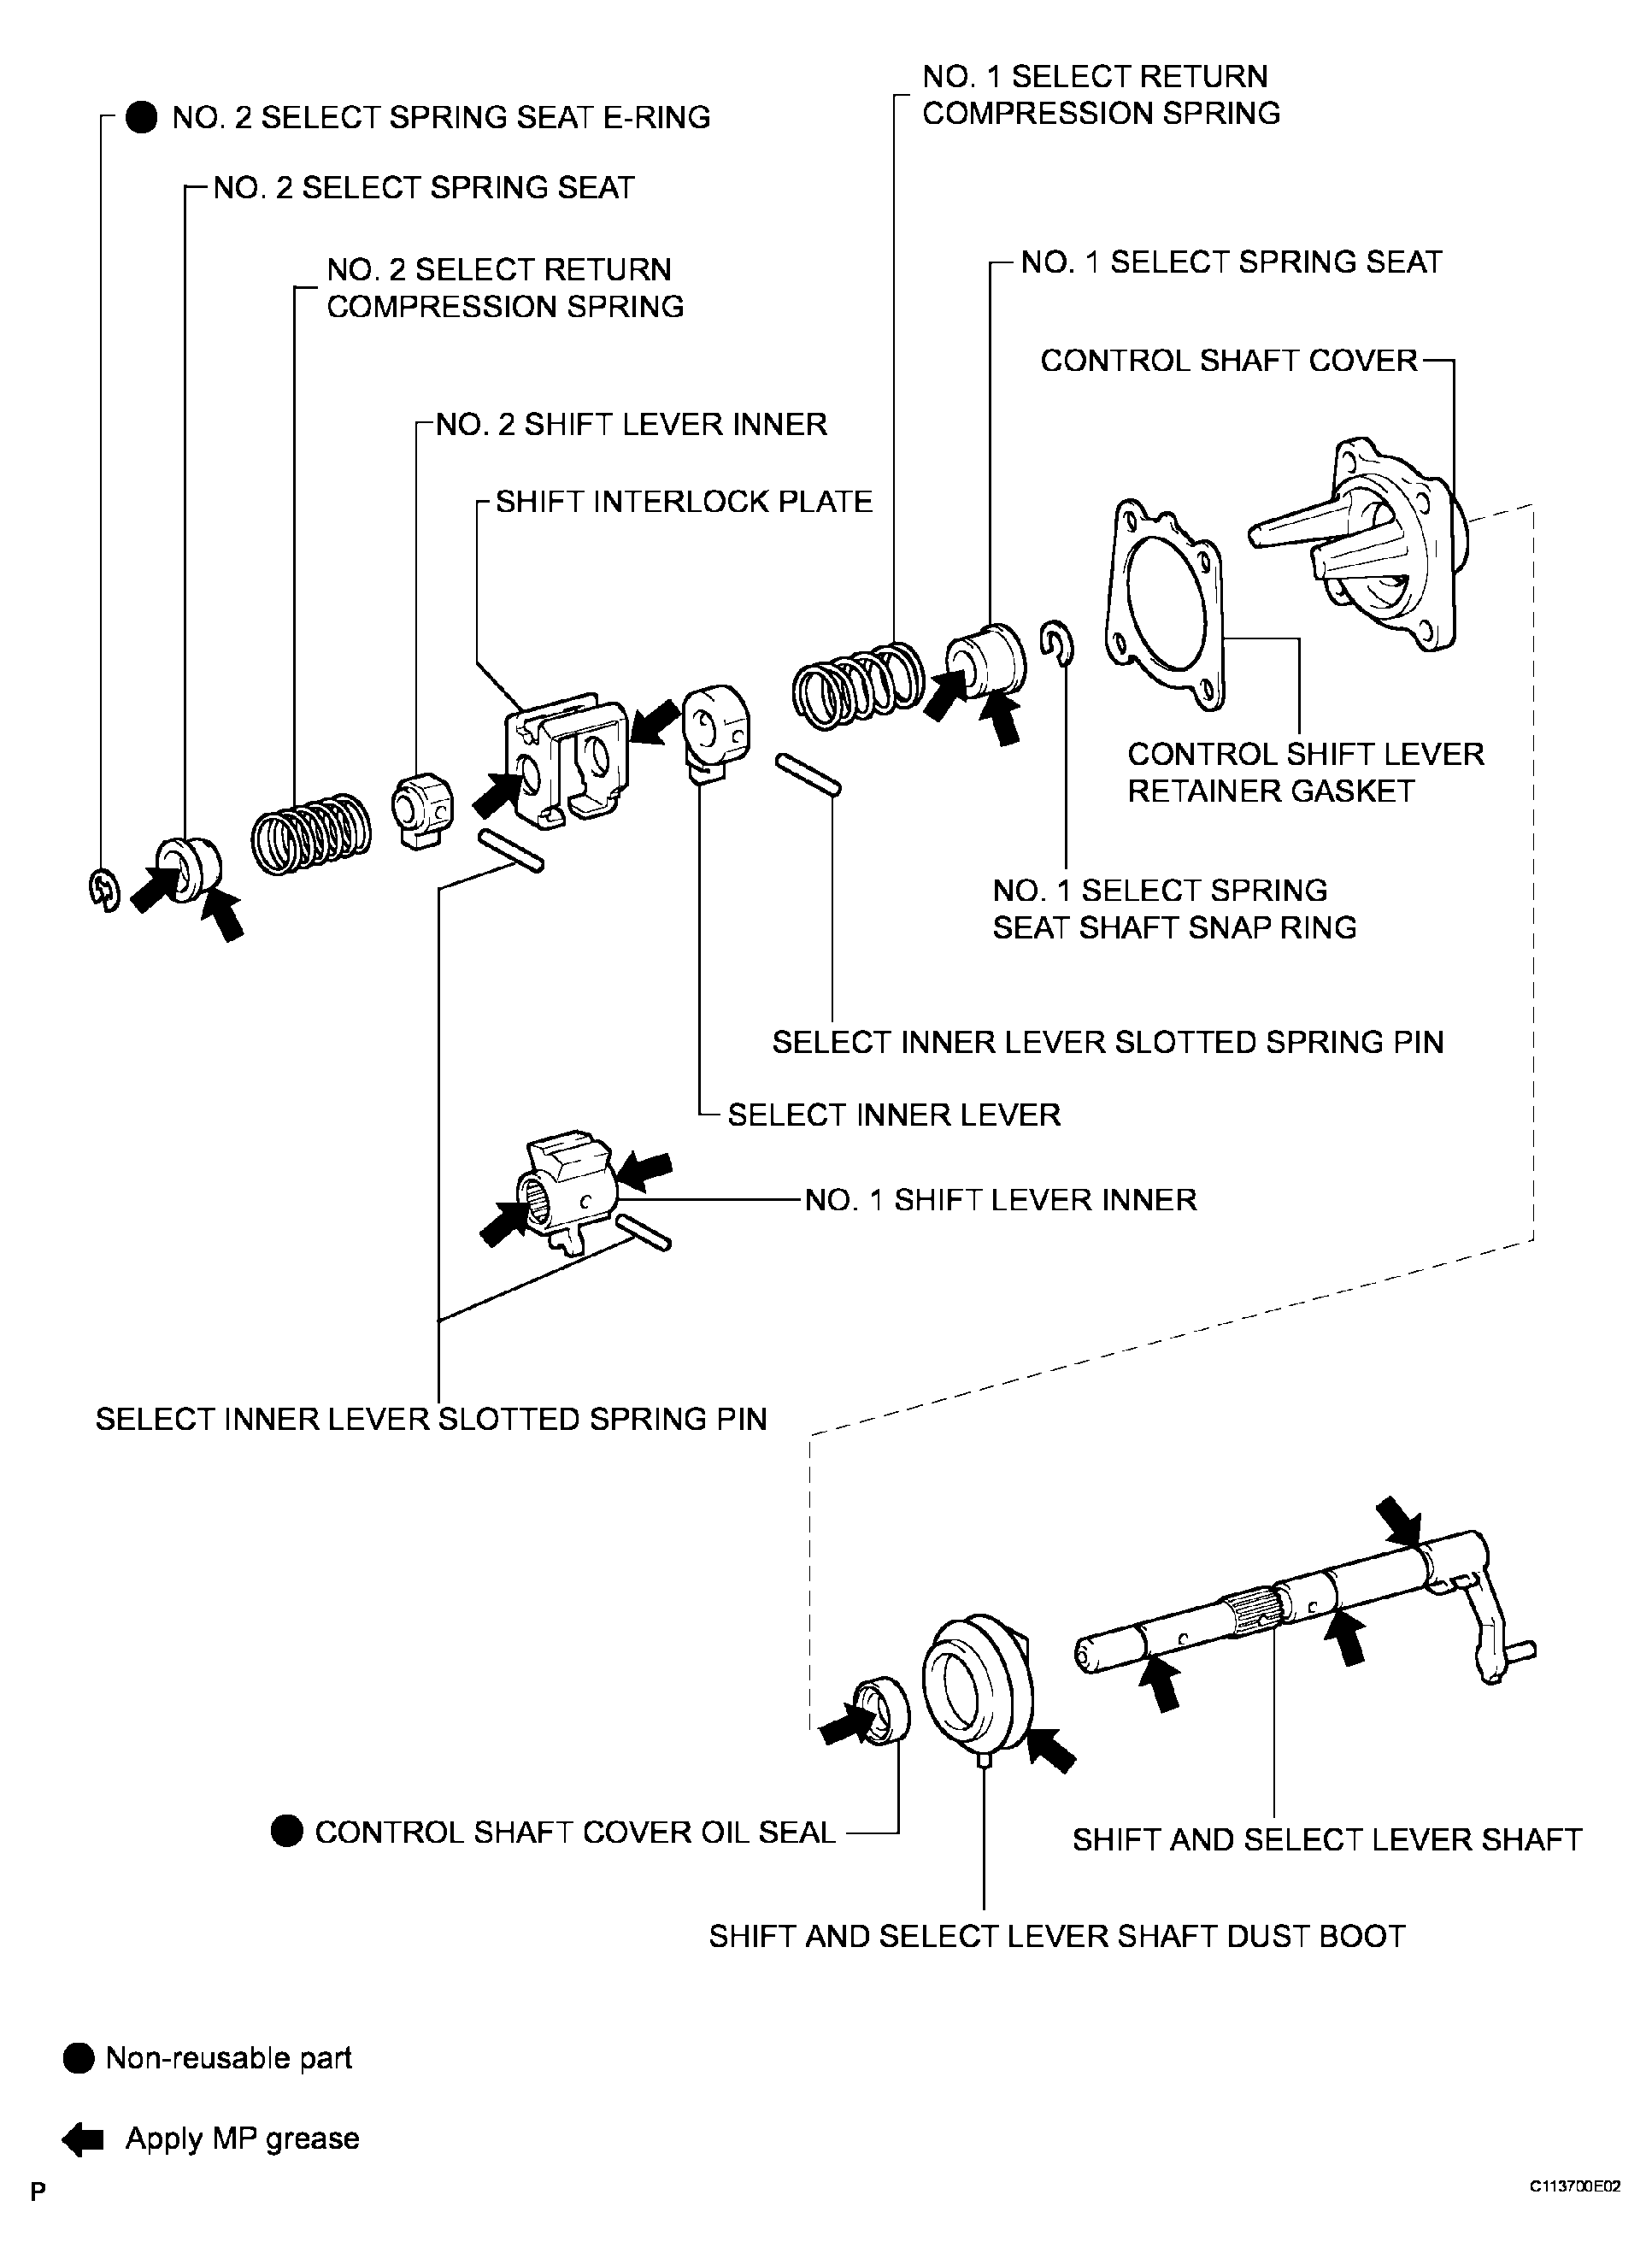 NO. 1 SELECT RETURN
COMPRESSION SPRING
NO. 2 SELECT SPRING SEAT E-RING
NO. 2 SELECT SPRING SEAT
NO. 2 SELECT RETURN
COMPRESSION SPRING
NO. 1 SELECT SPRING SEAT
CONTROL SHAFT COVER
NO. 2 SHIFT LEVER INNER
SHIFT INTERLOCK PLATE
CONTROL SHIFT LEVER
RETAINER GASKET
NO. 1 SELECT SPRING
SEAT SHAFT SNAP RING
SELECT INNER LEVER SLOTTED SPRING PIN
SELECT INNER LEVER
NO. 1 SHIFT LEVER INNER
SELECT INNER LEVER SLOTTED SPRING PIN
CONTROL SHAFT COVER OIL SEAL
SHIFT AND SELECT LEVER SHAFT
SHIFT AND SELECT LEVER SHAFT DUST BOOT
Non-reusable part
Apply MP grease
P
C113700E02